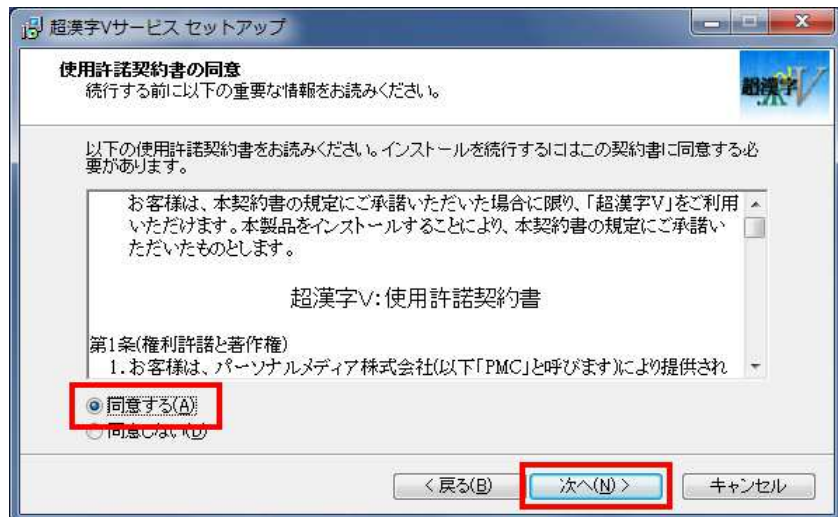 超漢字Vサービス セットアップ
使用許諾契約書の同意
続行する前に以下の重要な情報をお読みください。
超漢字V
以下の使用許諾契約書をお読みください。インストールを続行するにはこの契約書に同意する必
要があります。
お客様は、本契約書の規定にご承諾いただいた場合に限り、「超漢字V」をご利用
いただけます。本製品をインストールすることにより、本契約書の規定にご承諾い
ただいたものとします。
超漢字V:使用許諾契約書
第1条(権利許諾と著作権)
1.お客様は、パーソナルメディア株式会社(以下「PMC」と呼びます)により提供され
同意する(A)
同意しない(D)
< 戻る(B)
次へ(N) >
キャンセル